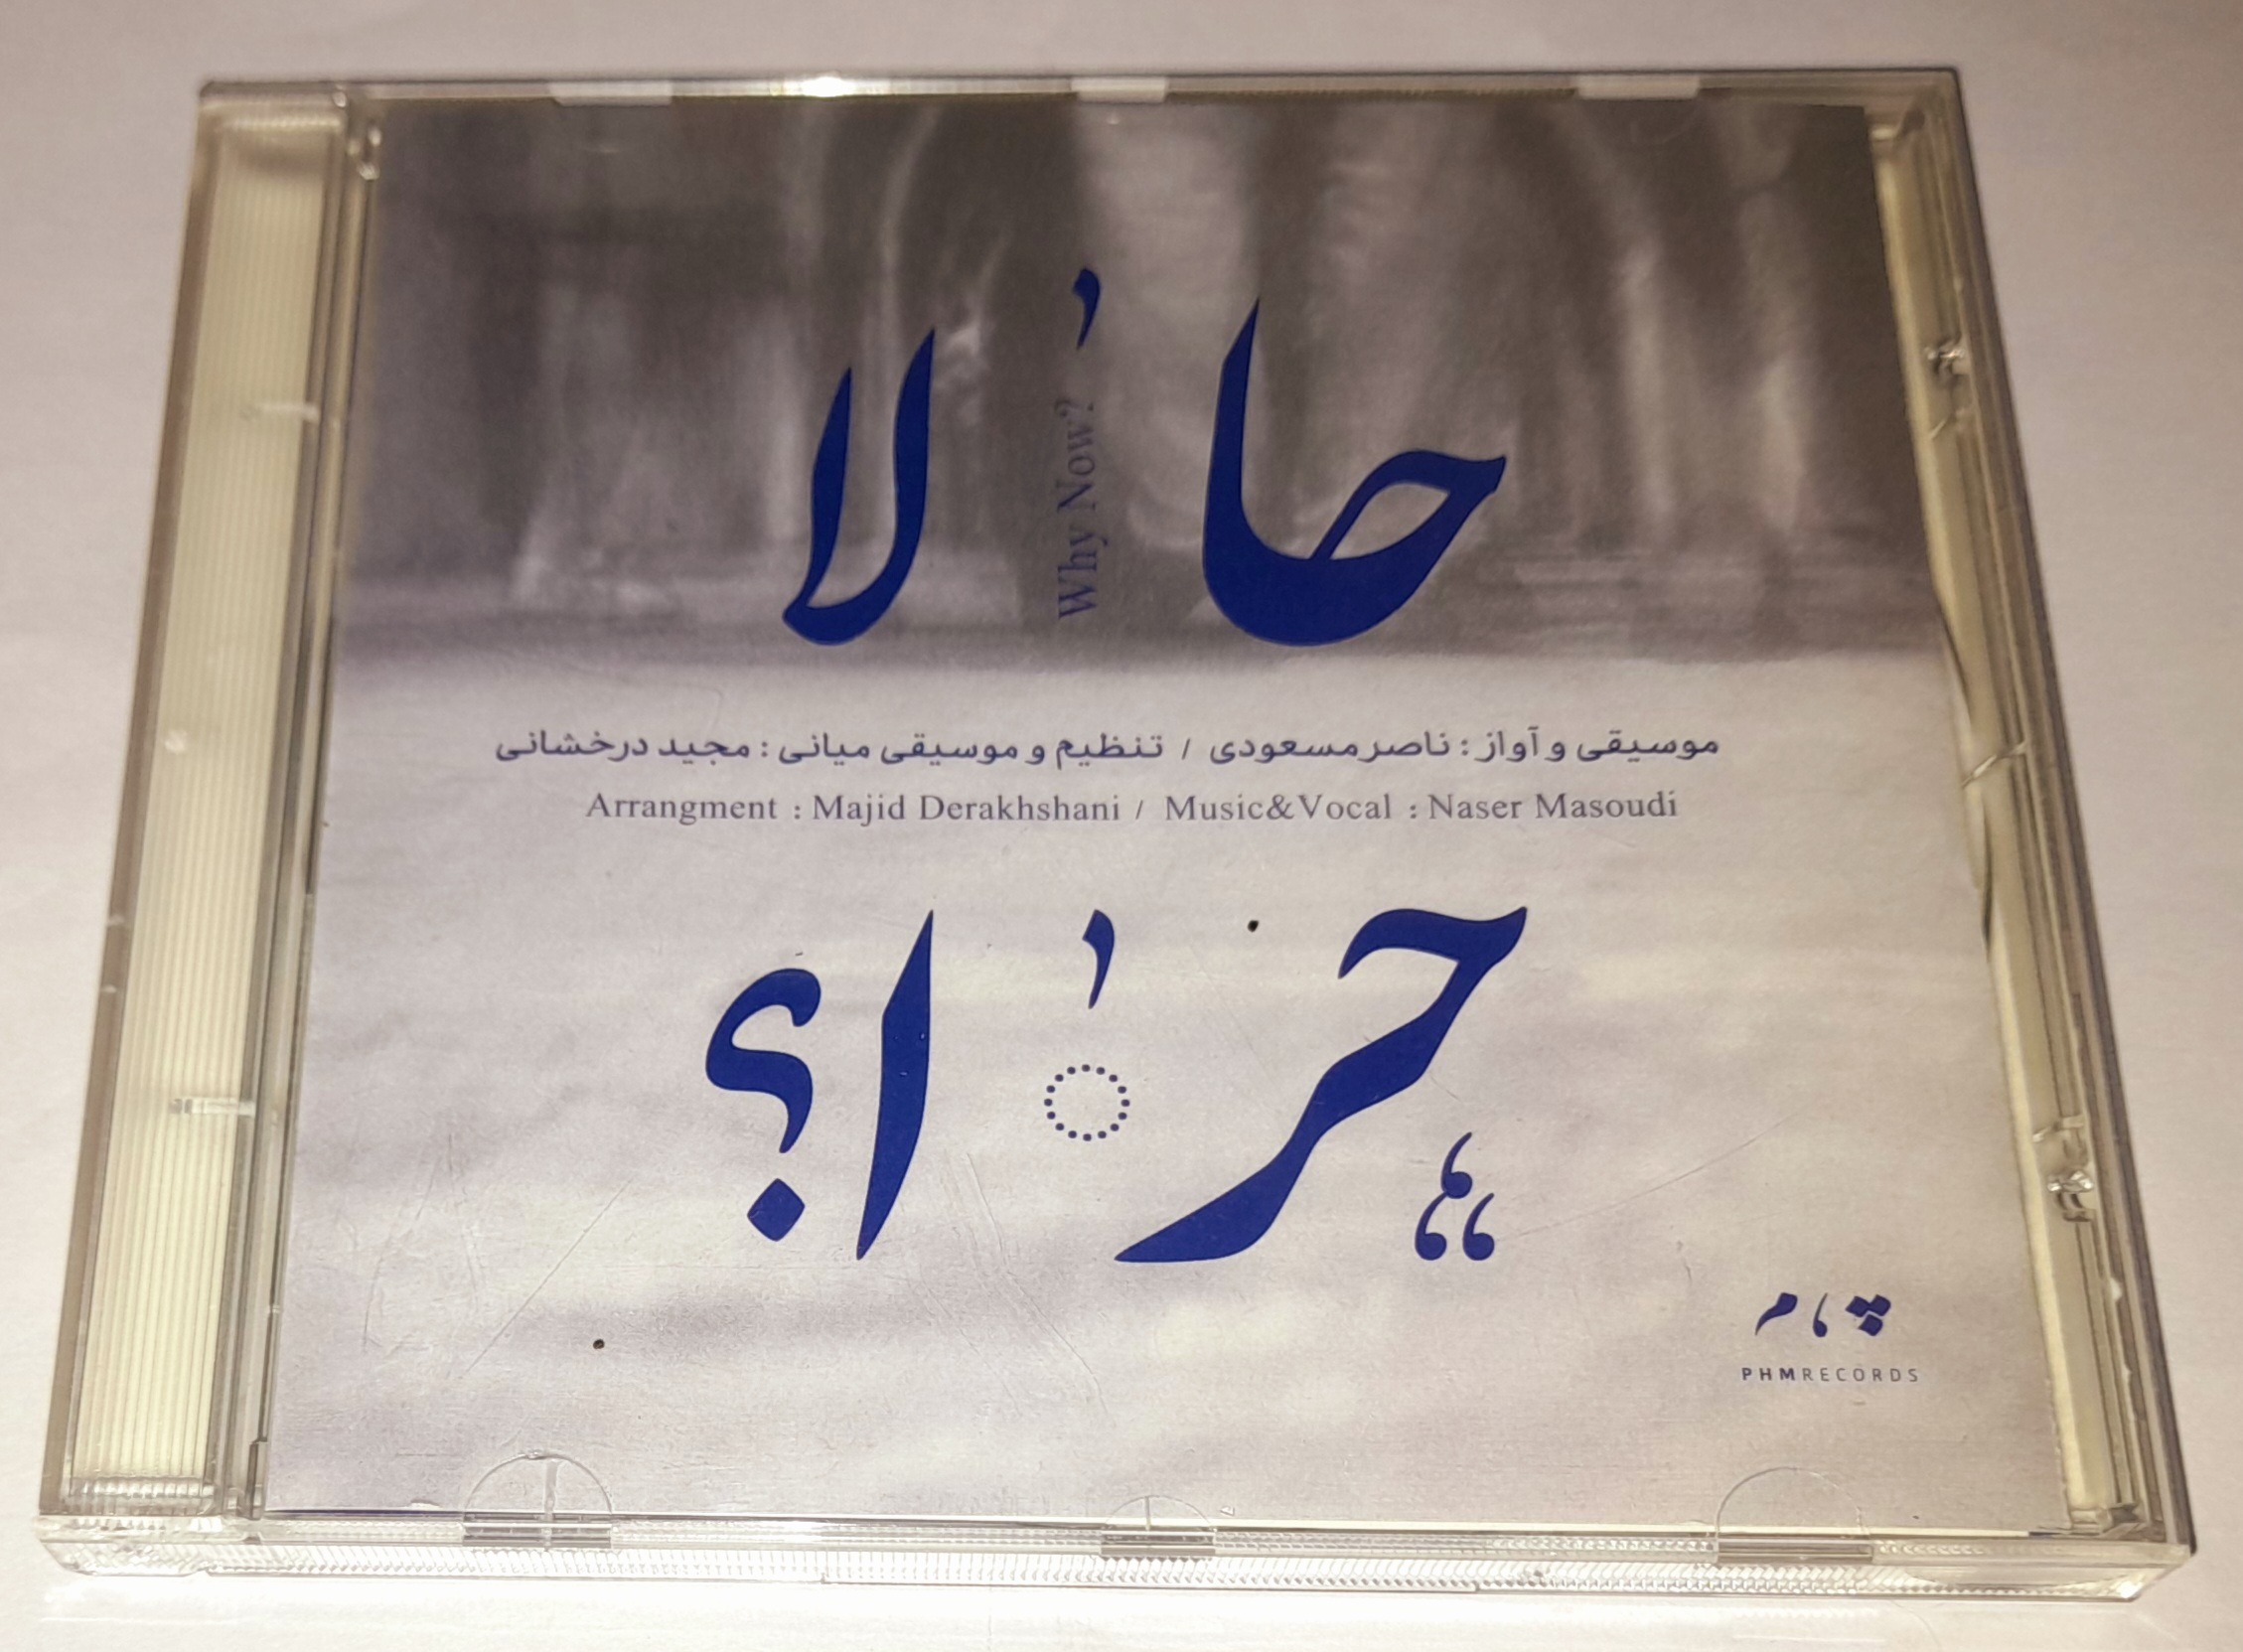 حالا
Why Now?
موسیقی و آواز : ناصر مسعودی / تنظیم و موسیقی میانی : مجید درخشانی
Arrangment : Majid Derakhshani / Music&Vocal : Naser Masoudi
چرا؟
پهام
PHMRECORDS